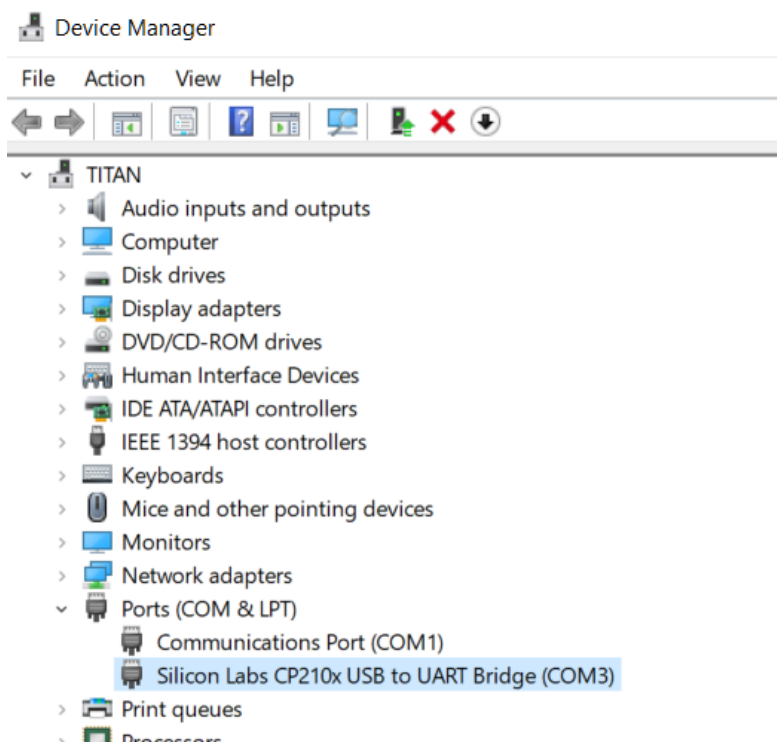 Device Manager
File Action View Help
TITAN
Audio inputs and outputs
Computer
Disk drives
Display adapters
DVD/CD-ROM drives
Human Interface Devices
IDE ATA/ATAPI controllers
IEEE 1394 host controllers
Keyboards
Mice and other pointing devices
Monitors
Network adapters
Ports (COM & LPT)
Communications Port (COM1)
Silicon Labs CP210x USB to UART Bridge (COM3)
Print queues
Processors